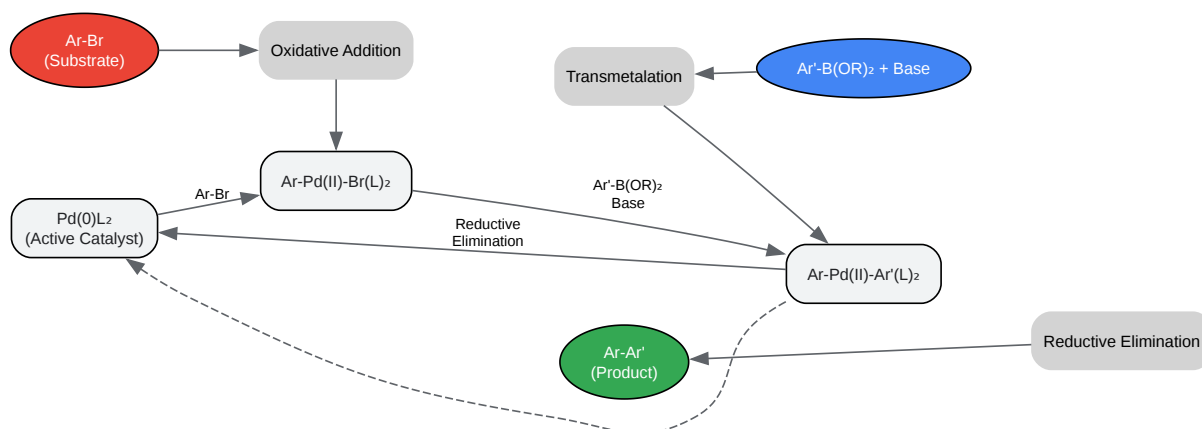 Ar-Br
(Substrate)
Oxidative Addition
Transmetalation
Ar'-B(OR)₂ + Base
Ar-Pd(II)-Br(L)₂
Ar-Br
Ar'-B(OR)₂
Base
Pd(0)L₂
(Active Catalyst)
Reductive
Elimination
Ar-Pd(II)-Ar'(L)₂
Reductive Elimination
Ar-Ar'
(Product)